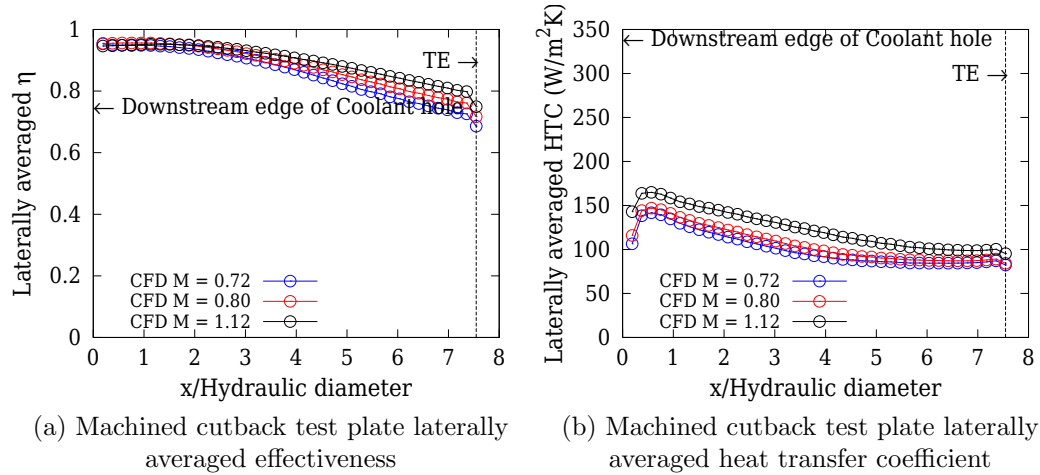 1
0.8
0.6
0.4
0.2
0
Laterally averaged η
TE →
← Downstream edge of Coolant hole
CFD M = 0.72
CFD M = 0.80
CFD M = 1.12
0 1 2 3 4 5 6 7 8
x/Hydraulic diameter
(a) Machined cutback test plate laterally
averaged effectiveness
350
300
250
200
150
100
50
0
Laterally averaged HTC (W/m²K)
← Downstream edge of Coolant hole
TE →
CFD M = 0.72
CFD M = 0.80
CFD M = 1.12
0 1 2 3 4 5 6 7 8
x/Hydraulic diameter
(b) Machined cutback test plate laterally
averaged heat transfer coefficient